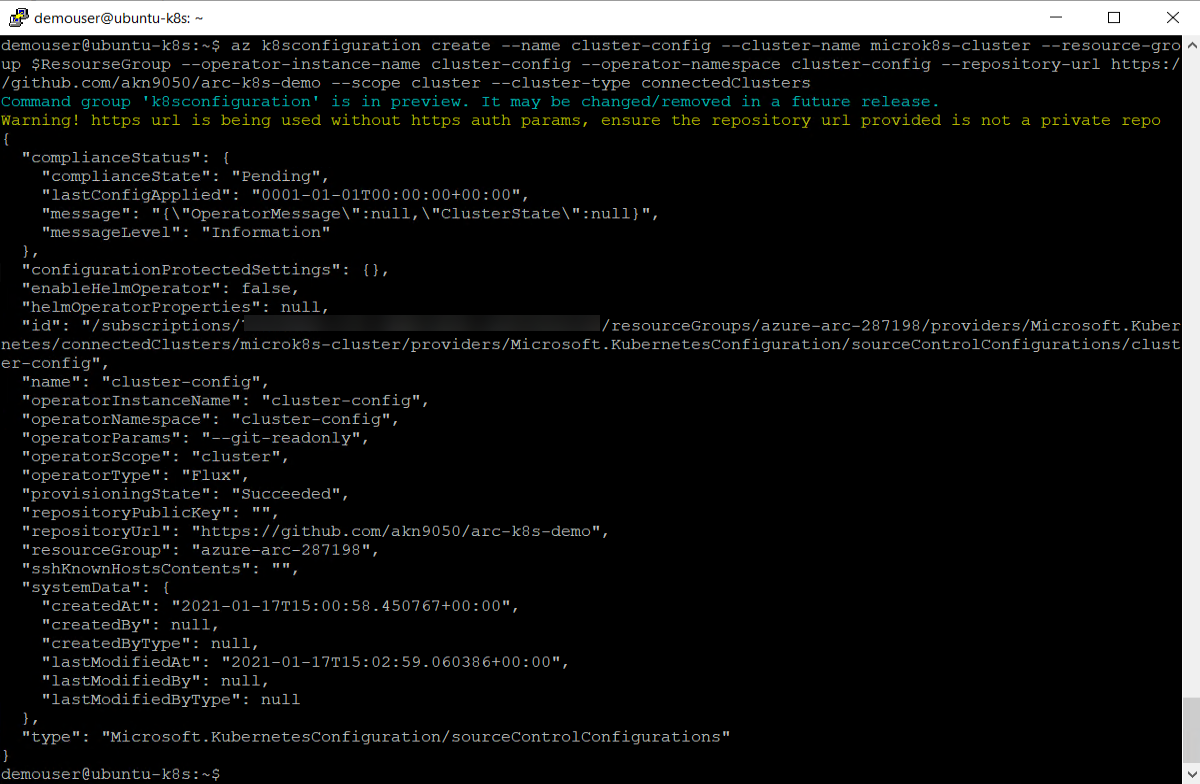 demouser@ubuntu-k8s: ~
demouser@ubuntu-k8s:~$ az k8sconfiguration create --name cluster-config --cluster-name microk8s-cluster --resource-gro
up $ResourseGroup --operator-instance-name cluster-config --operator-namespace cluster-config --repository-url https:/
/github.com/akn9050/arc-k8s-demo --scope cluster --cluster-type connectedClusters
Command group 'k8sconfiguration' is in preview. It may be changed/removed in a future release.
Warning! https url is being used without https auth params, ensure the repository url provided is not a private repo
{
  "complianceStatus": {
    "complianceState": "Pending",
    "lastConfigApplied": "0001-01-01T00:00:00+00:00",
    "message": "{\"OperatorMessage\":null,\"ClusterState\":null}",
    "messageLevel": "Information"
  },
  "configurationProtectedSettings": {},
  "enableHelmOperator": false,
  "helmOperatorProperties": null,
  "id": "/subscriptions/ /resourceGroups/azure-arc-287198/providers/Microsoft.Kuber
netes/connectedClusters/microk8s-cluster/providers/Microsoft.KubernetesConfiguration/sourceControlConfigurations/clust
er-config",
  "name": "cluster-config",
  "operatorInstanceName": "cluster-config",
  "operatorNamespace": "cluster-config",
  "operatorParams": "--git-readonly",
  "operatorScope": "cluster",
  "operatorType": "Flux",
  "provisioningState": "Succeeded",
  "repositoryPublicKey": "",
  "repositoryUrl": "https://github.com/akn9050/arc-k8s-demo",
  "resourceGroup": "azure-arc-287198",
  "sshKnownHostsContents": "",
  "systemData": {
    "createdAt": "2021-01-17T15:00:58.450767+00:00",
    "createdBy": null,
    "createdByType": null,
    "lastModifiedAt": "2021-01-17T15:02:59.060386+00:00",
    "lastModifiedBy": null,
    "lastModifiedByType": null
  },
  "type": "Microsoft.KubernetesConfiguration/sourceControlConfigurations"
}
demouser@ubuntu-k8s:~$